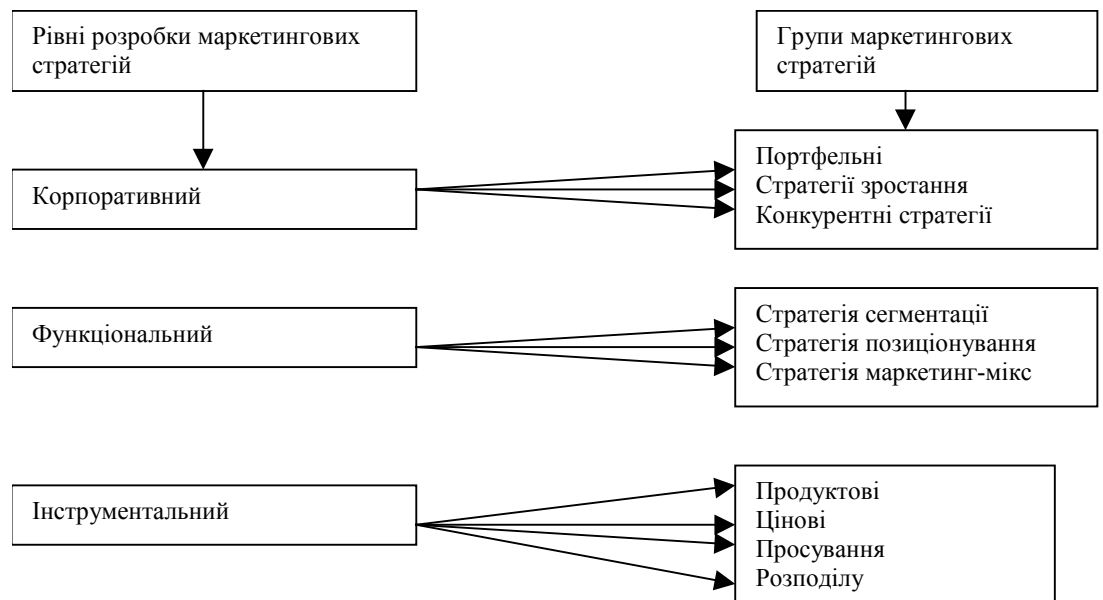 Рівні розробки маркетингових
стратегій
Групи маркетингових
стратегій
Корпоративний
Портфельні
Стратегії зростання
Конкурентні стратегії
Функціональний
Стратегія сегментації
Стратегія позиціонування
Стратегія маркетинг-мікс
Інструментальний
Продуктові
Цінові
Просування
Розподілу